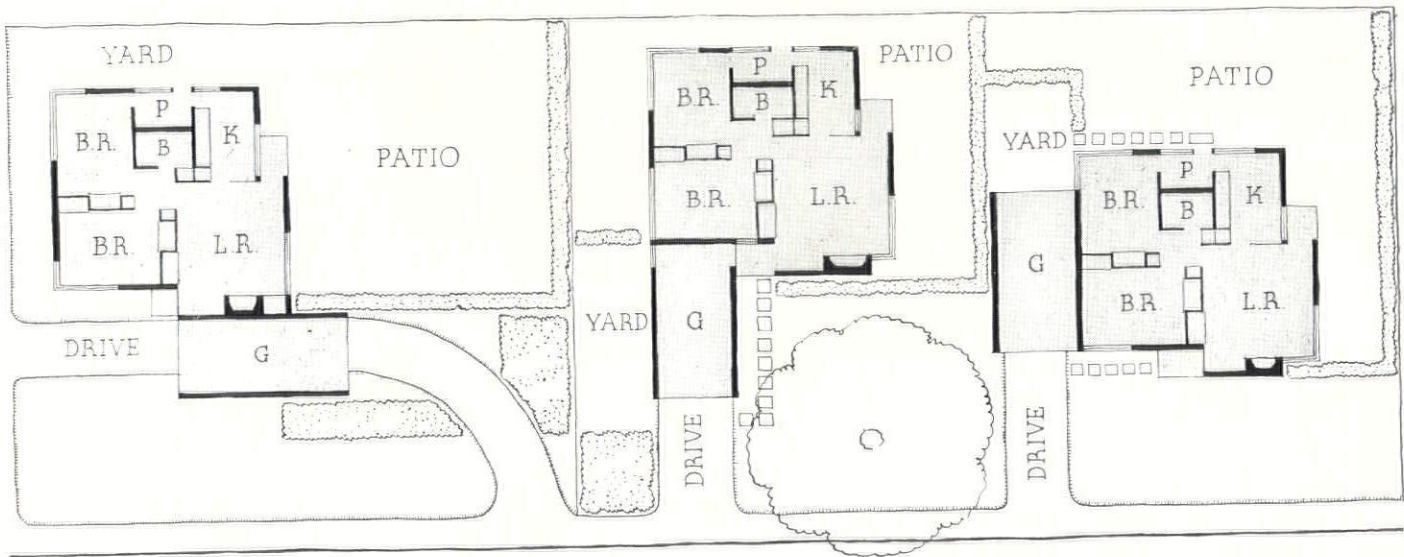 YARD
P
B.R.
B
K
PATIO
B.R.
L.R.
DRIVE
G
PATIO
P
B.R.
B
K
B.R.
L.R.
YARD
G
DRIVE
PATIO
YARD
P
B.R.
B
K
G
B.R.
L.R.
DRIVE